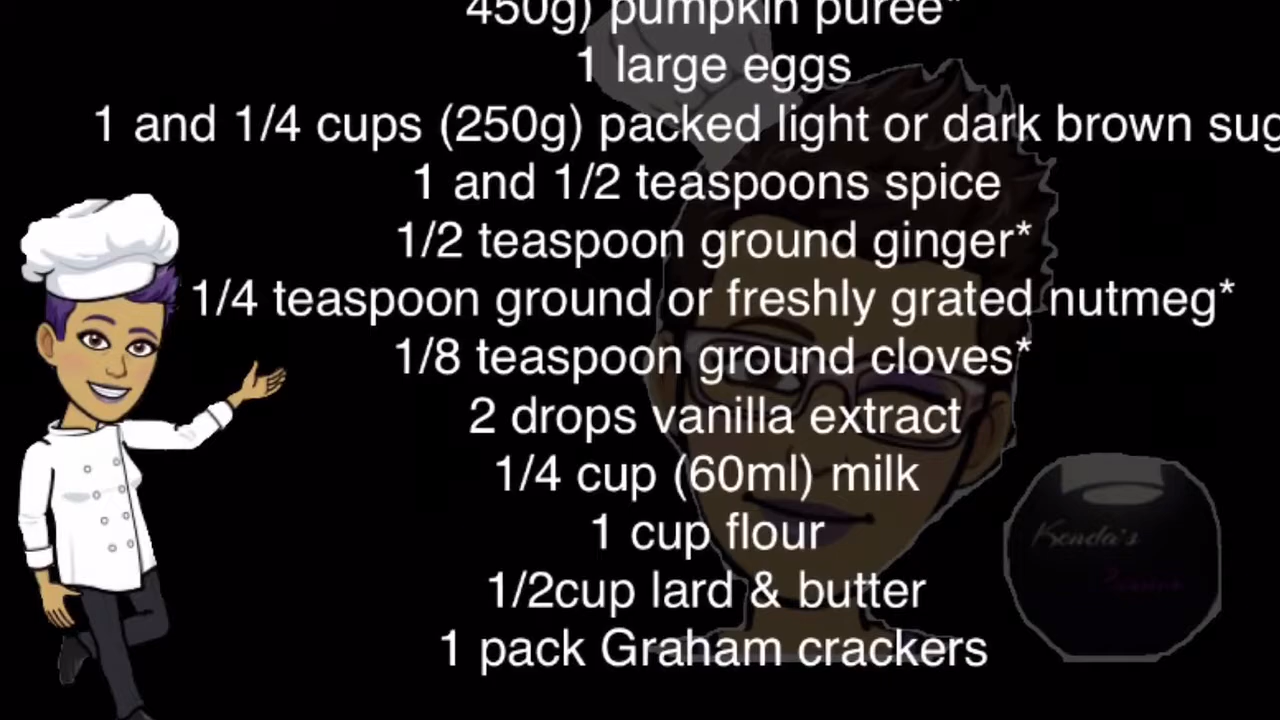 450g) pumpkin puree*
1 large eggs
1 and 1/4 cups (250g) packed light or dark brown sug
1 and 1/2 teaspoons spice
1/2 teaspoon ground ginger*
1/4 teaspoon ground or freshly grated nutmeg*
1/8 teaspoon ground cloves*
2 drops vanilla extract
1/4 cup (60ml) milk
1 cup flour
1/2cup lard & butter
1 pack Graham crackers
Kenda's